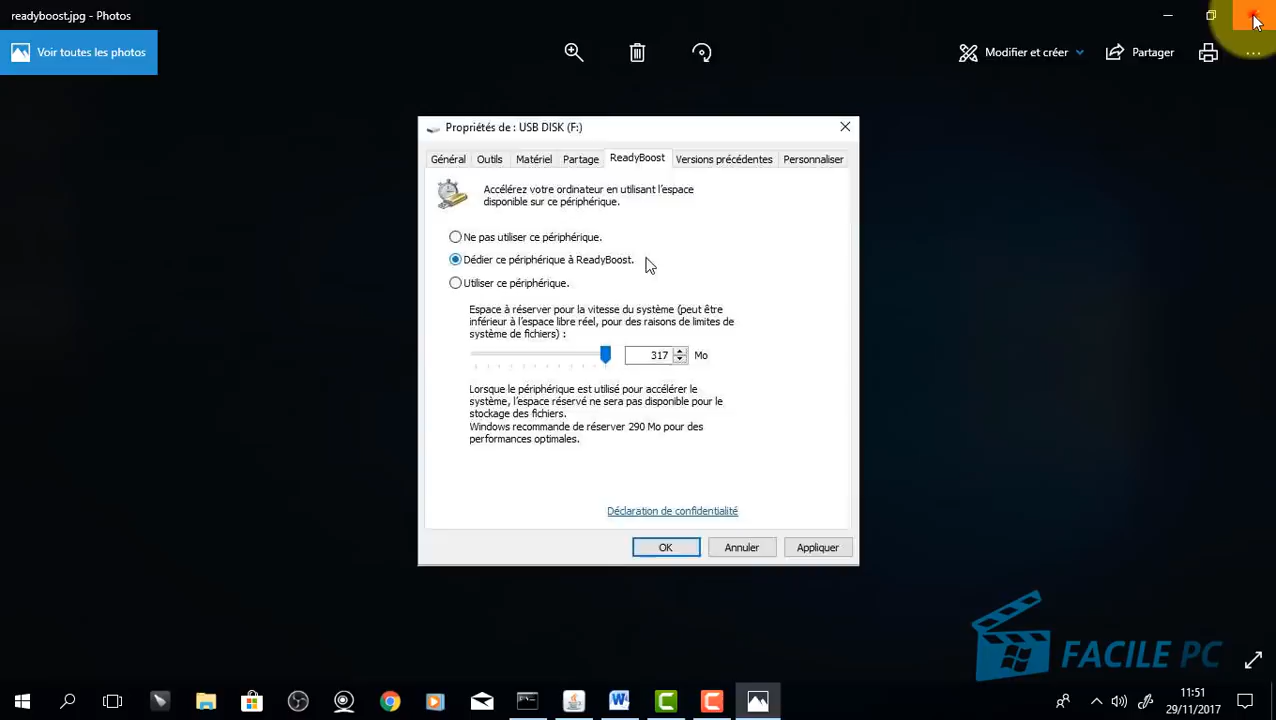 readyboost.jpg - Photos
Voir toutes les photos
Modifier et créer
Partager
Propriétés de : USB DISK (F:)
Général
Outils
Matériel
Partage
ReadyBoost
Versions précédentes
Personnaliser
Accélérez votre ordinateur en utilisant l'espace
disponible sur ce périphérique.
Ne pas utiliser ce périphérique.
Dédier ce périphérique à ReadyBoost.
Utiliser ce périphérique.
Espace à réserver pour la vitesse du système (peut être
inférieur à l'espace libre réel, pour des raisons de limites de
système de fichiers) :
317 Mo
Lorsque le périphérique est utilisé pour accélérer le
système, l'espace réservé ne sera pas disponible pour le
stockage des fichiers.
Windows recommande de réserver 290 Mo pour des
performances optimales.
Déclaration de confidentialité
OK
Annuler
Appliquer
FACILE PC
11:51
29/11/2017